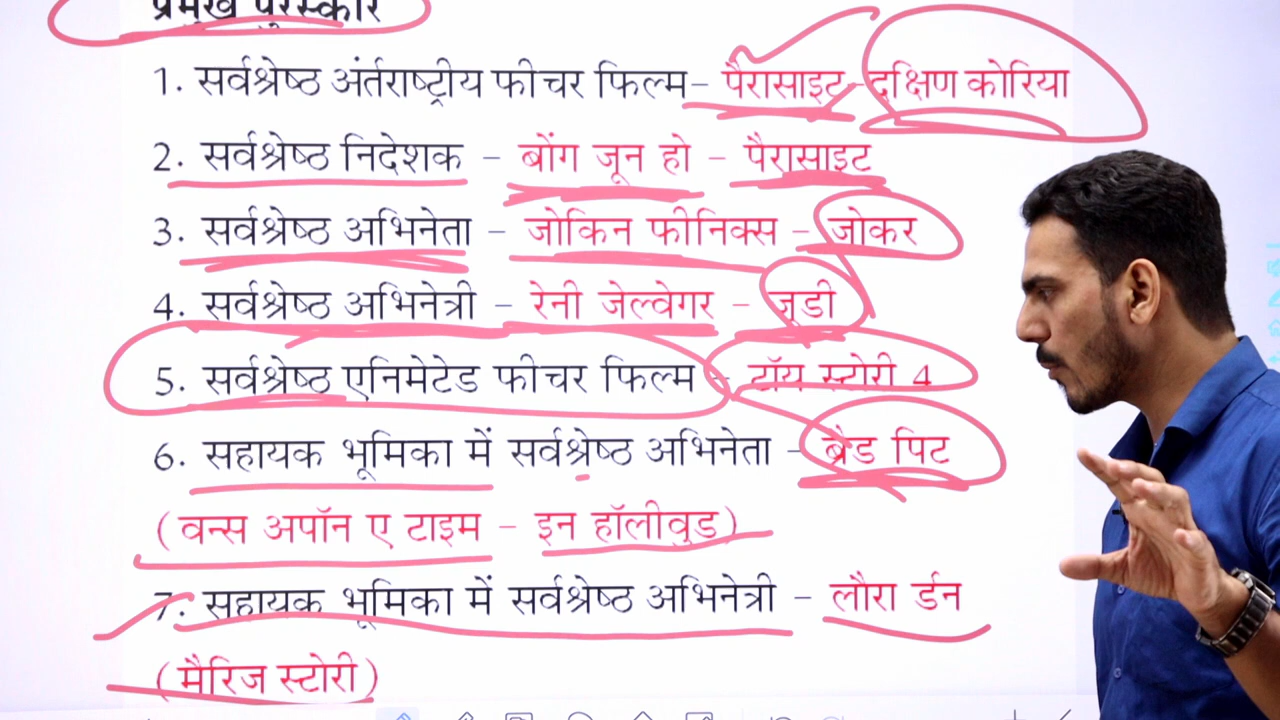 प्रमुख पुरस्कार
1. सर्वश्रेष्ठ अंर्तराष्ट्रीय फीचर फिल्म– पैरासाइट-दक्षिण कोरिया
2. सर्वश्रेष्ठ निदेशक – बोंग जून हो – पैरासाइट
3. सर्वश्रेष्ठ अभिनेता – जोकिन फीनिक्स – जोकर
4. सर्वश्रेष्ठ अभिनेत्री – रेनी जेल्वेगर – जूडी
5. सर्वश्रेष्ठ एनिमेटेड फीचर फिल्म - टॉय स्टोरी 4
6. सहायक भूमिका में सर्वश्रेष्ठ अभिनेता – ब्रैड पिट
(वन्स अपॉन ए टाइम – इन हॉलीवुड)
7. सहायक भूमिका में सर्वश्रेष्ठ अभिनेत्री – लौरा डर्न
(मैरिज स्टोरी)